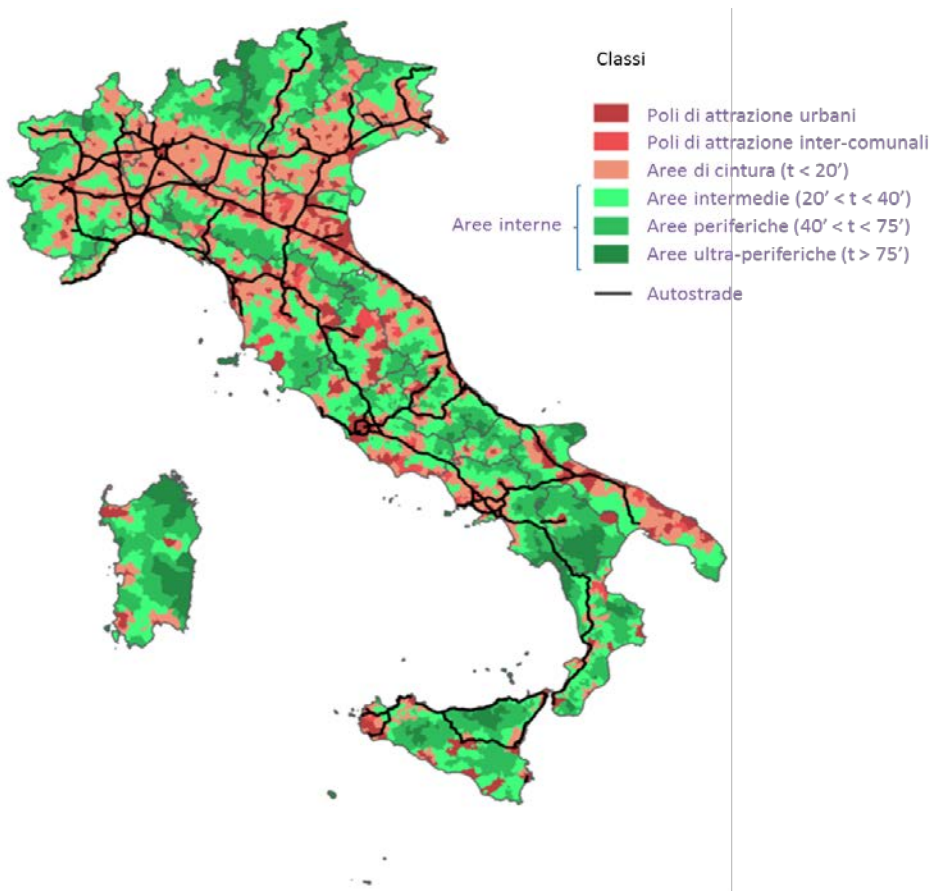 Classi
Poli di attrazione urbani
Poli di attrazione inter-comunali
Aree di cintura (t < 20’)
Aree interne
Aree intermedie (20’ < t < 40’)
Aree periferiche (40’ < t < 75’)
Aree ultra-periferiche (t > 75’)
Autostrade